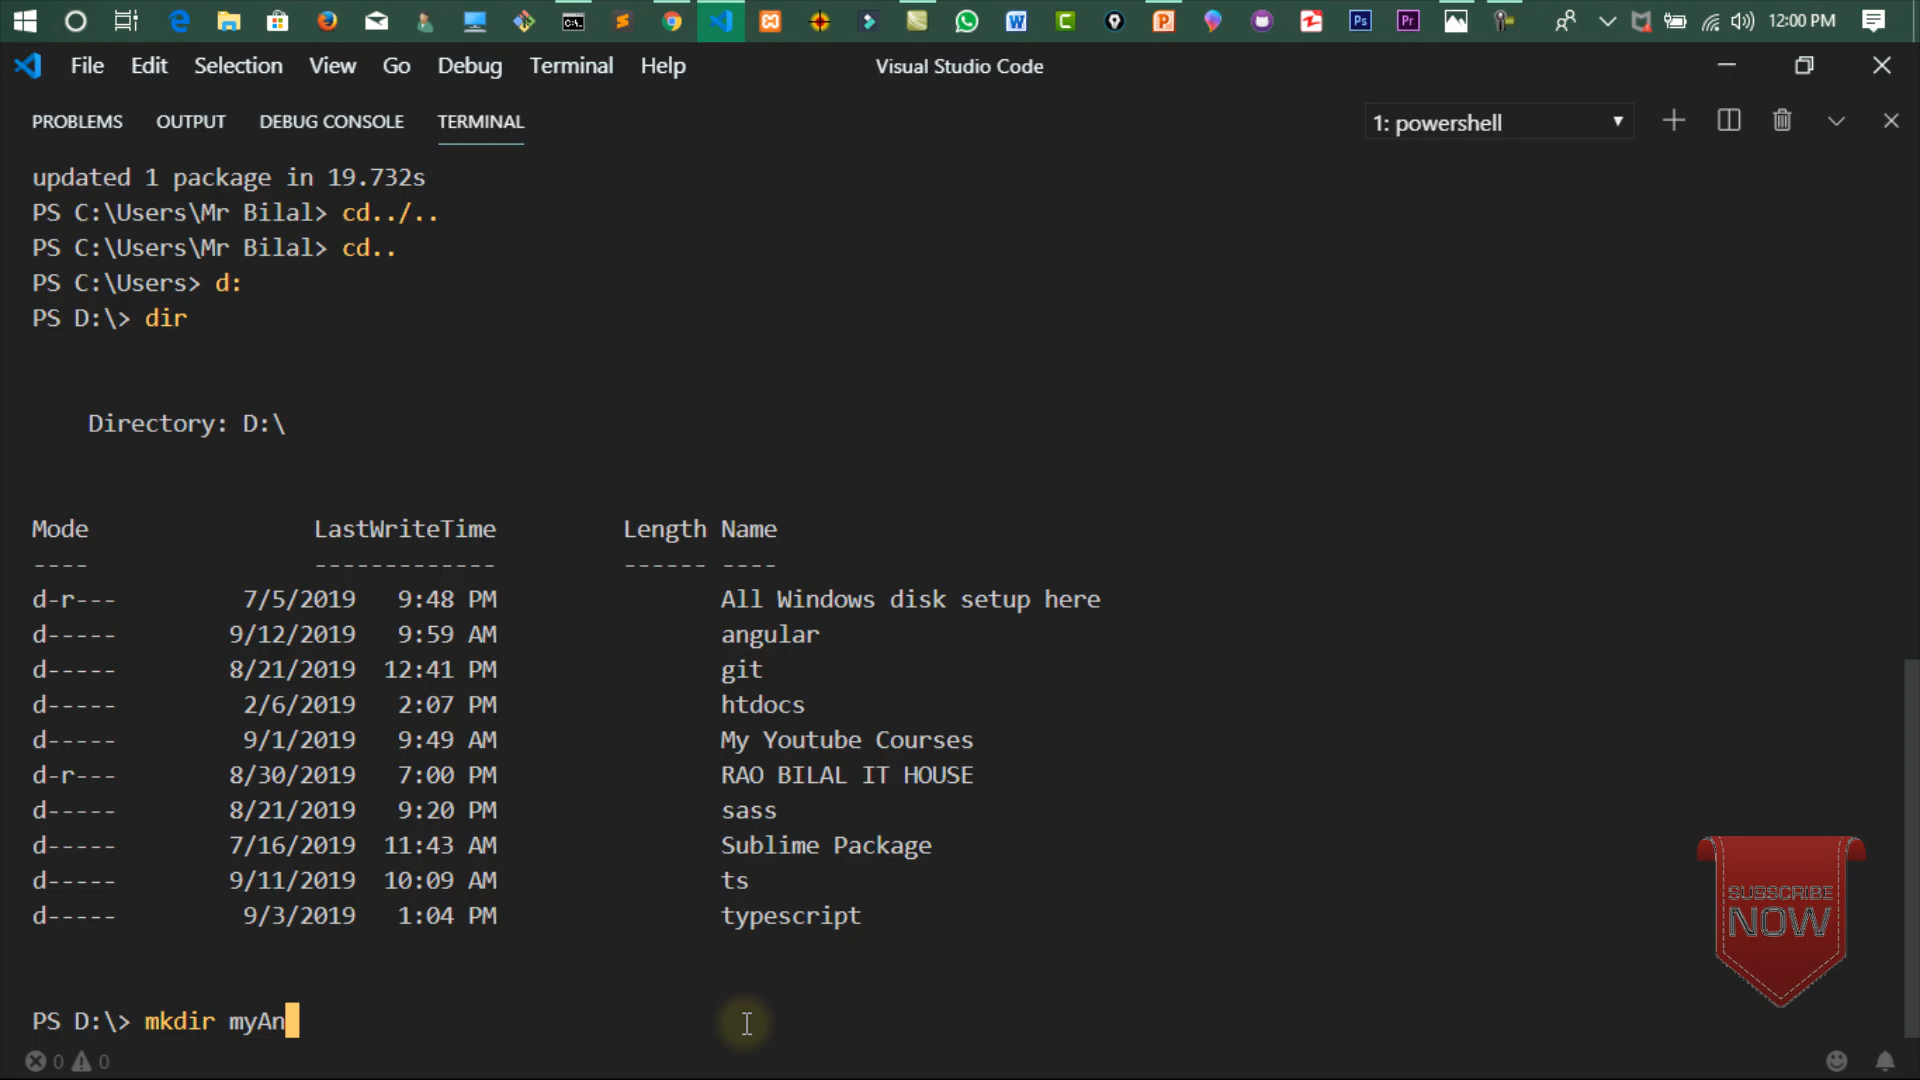 12:00 PM
File Edit Selection View Go Debug Terminal Help
Visual Studio Code
PROBLEMS OUTPUT DEBUG CONSOLE TERMINAL
1: powershell
updated 1 package in 19.732s
PS C:\Users\Mr Bilal> cd../..
PS C:\Users\Mr Bilal> cd..
PS C:\Users> d:
PS D:\> dir
Directory: D:\
Mode LastWriteTime Length Name
---- ------------- ------ ----
d-r--- 7/5/2019 9:48 PM All Windows disk setup here
d----- 9/12/2019 9:59 AM angular
d----- 8/21/2019 12:41 PM git
d----- 2/6/2019 2:07 PM htdocs
d----- 9/1/2019 9:49 AM My Youtube Courses
d-r--- 8/30/2019 7:00 PM RAO BILAL IT HOUSE
d----- 8/21/2019 9:20 PM sass
d----- 7/16/2019 11:43 AM Sublime Package
d----- 9/11/2019 10:09 AM ts
d----- 9/3/2019 1:04 PM typescript
SUBSCRIBE
NOW
PS D:\> mkdir myAn
0 0